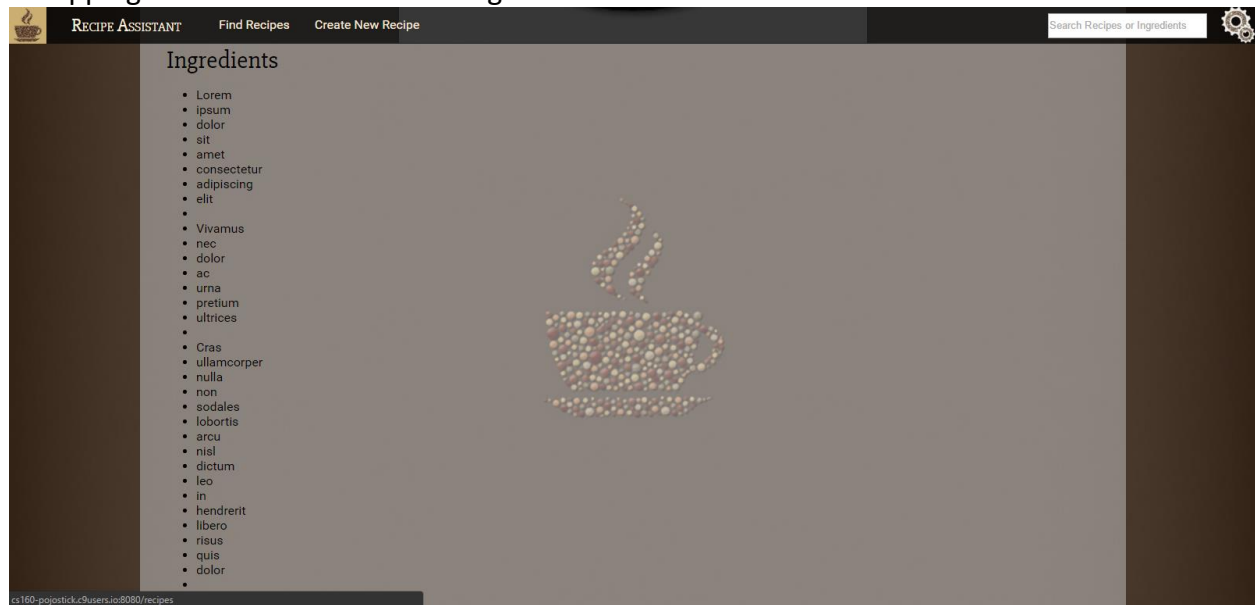 Recipe Assistant Find Recipes Create New Recipe Search Recipes or Ingredients
Ingredients
Lorem
ipsum
dolor
sit
amet
consectetur
adipiscing
elit
Vivamus
nec
dolor
ac
urna
pretium
ultrices
Cras
ullamcorper
nulla
non
sodales
lobortis
arcu
nisl
dictum
leo
in
hendrerit
libero
risus
quis
dolor
cs160-pojostick.c9users.io:8080/recipes